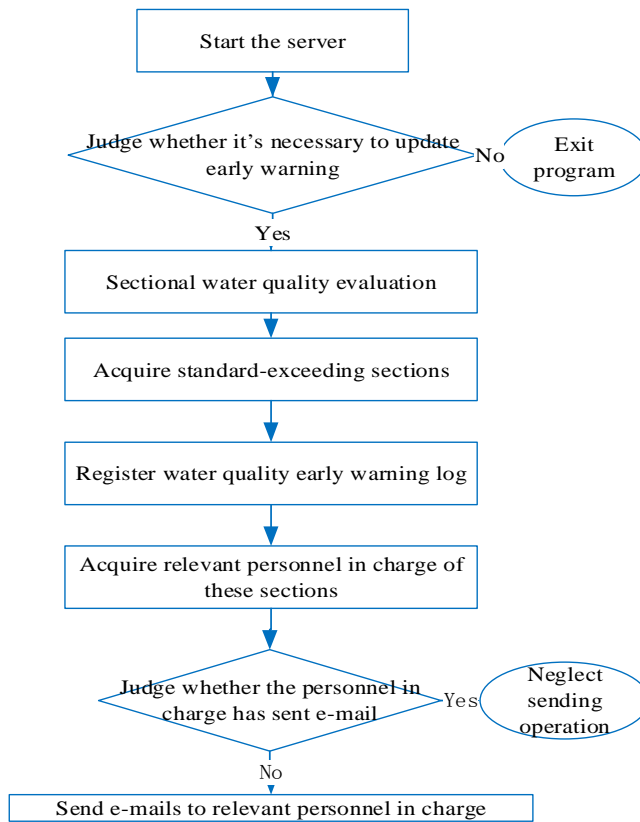 Start the server
Judge whether it's necessary to update
early warning
No
Exit
program
Yes
Sectional water quality evaluation
Acquire standard-exceeding sections
Register water quality early warning log
Acquire relevant personnel in charge of
these sections
Judge whether the personnel in
charge has sent e-mail
Yes
Neglect
sending
operation
No
Send e-mails to relevant personnel in charge